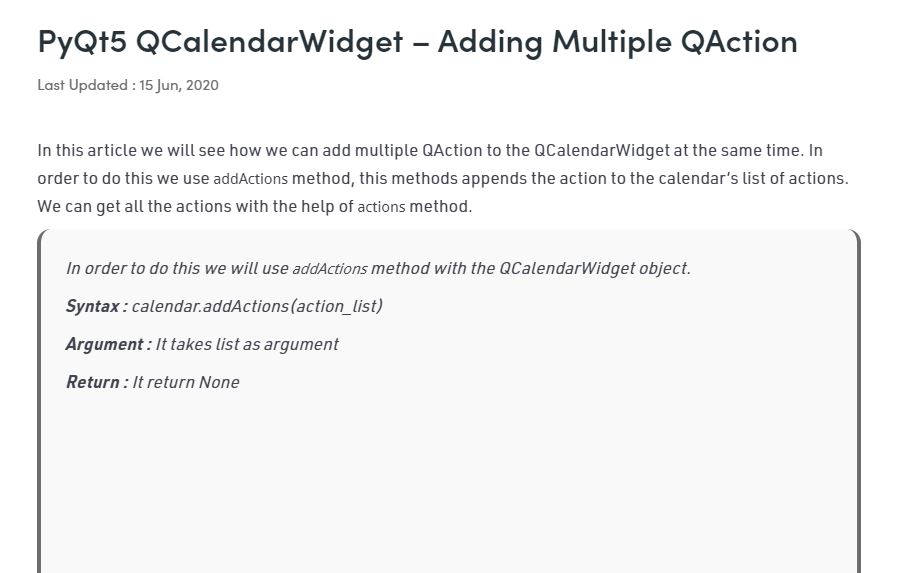 PyQt5 QCalendarWidget – Adding Multiple QAction
Last Updated : 15 Jun, 2020
In this article we will see how we can add multiple QAction to the QCalendarWidget at the same time. In
order to do this we use addActions method, this methods appends the action to the calendar’s list of actions.
We can get all the actions with the help of actions method.
In order to do this we will use addActions method with the QCalendarWidget object.
Syntax : calendar.addActions(action_list)
Argument : It takes list as argument
Return : It return None